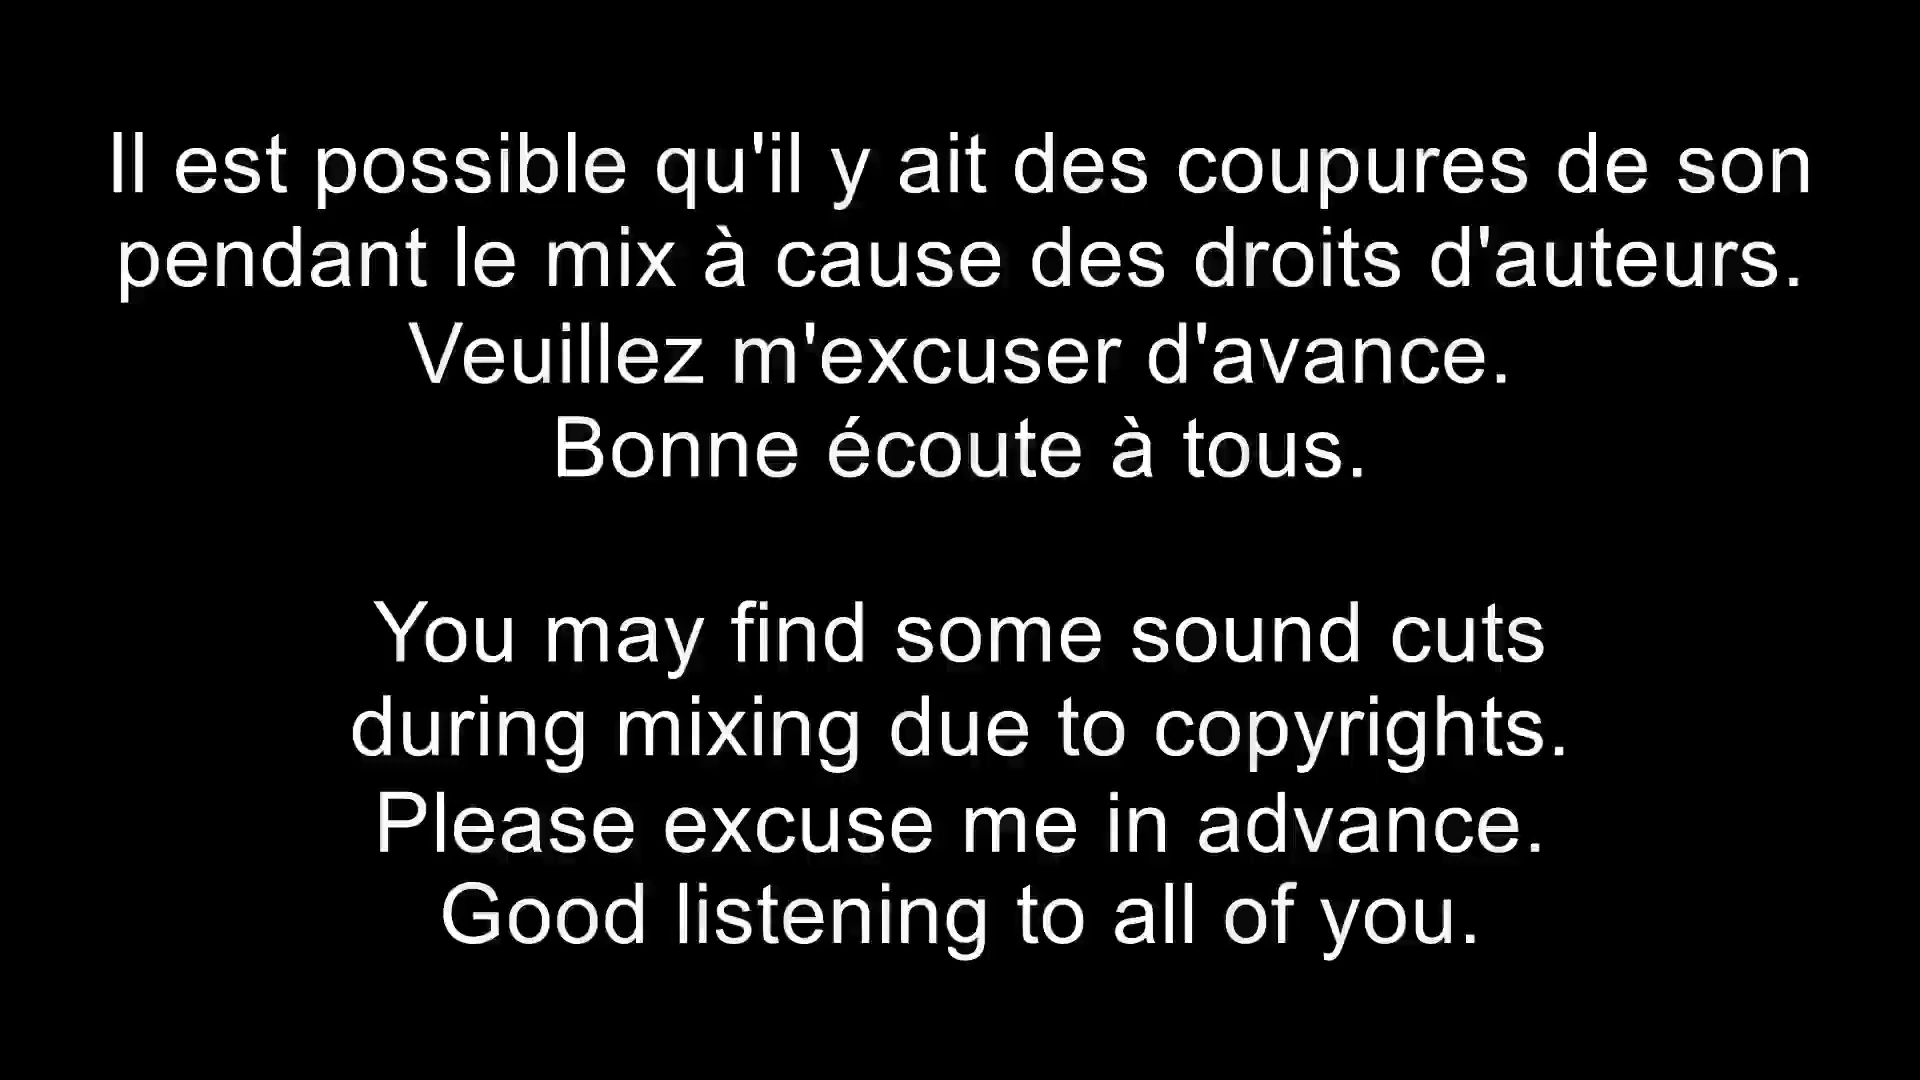 Il est possible qu'il y ait des coupures de son
pendant le mix à cause des droits d'auteurs.
Veuillez m'excuser d'avance.
Bonne écoute à tous.
You may find some sound cuts
during mixing due to copyrights.
Please excuse me in advance.
Good listening to all of you.